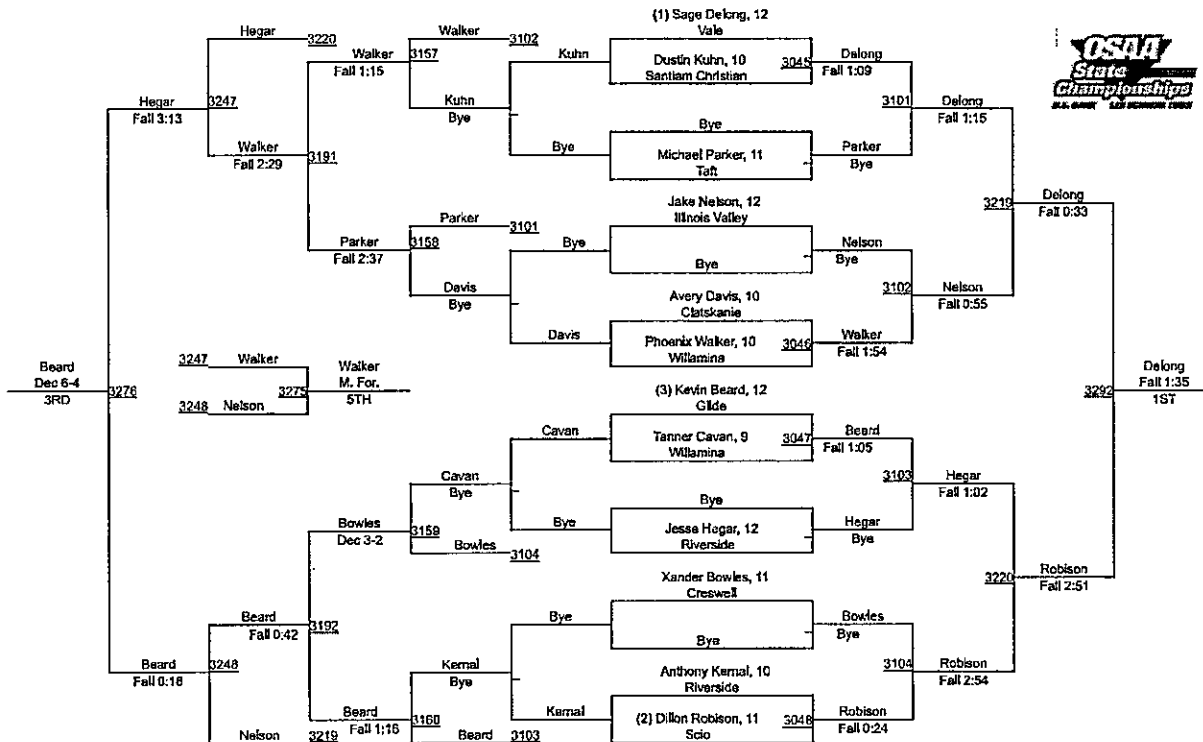 (1) Sage Delong, 12
Vale
Dustin Kuhn, 10
Santiam Christian
3045
Bye
Michael Parker, 11
Taft
Jake Nelson, 12
Illinois Valley
Bye
Avery Davis, 10
Clatskanie
Phoenix Walker, 10
Willamina
3046
(3) Kevin Beard, 12
Glide
Tanner Cavan, 9
Willamina
3047
Bye
Jesse Hegar, 12
Riverside
Xander Bowles, 11
Creswell
Bye
Anthony Kernal, 10
Riverside
(2) Dillon Robison, 11
Scio
3048
Delong
Fall 1:09
Parker
Bye
Nelson
Bye
Walker
Fall 1:54
Beard
Fall 1:05
Hegar
Bye
Bowles
Bye
Robison
Fall 0:24
3101
Delong
Fall 1:15
3102
Nelson
Fall 0:55
3103
Hegar
Fall 1:02
3104
Robison
Fall 2:54
3219
Delong
Fall 0:33
3220
Robison
Fall 2:51
3292
Delong
Fall 1:35
1ST
OSAA
State
Championships
Kuhn
Bye
Bye
Davis
Cavan
Bye
Bye
Kernal
Walker
3102
Kuhn
Bye
Parker
3101
Davis
Bye
Cavan
Bye
Bowles
3104
Kernal
Bye
Beard
3103
Walker
Fall 1:15
3157
Parker
Fall 2:37
3158
Bowles
Dec 3-2
3159
Beard
Fall 1:16
3160
Hegar
3220
Walker
Fall 2:29
3191
Beard
Fall 0:42
3192
Nelson
3219
Hegar
Fall 3:13
3247
Beard
Fall 0:18
3248
Beard
Dec 6-4
3RD
3276
3247
Walker
3248
Nelson
3275
Walker
M. For.
5TH